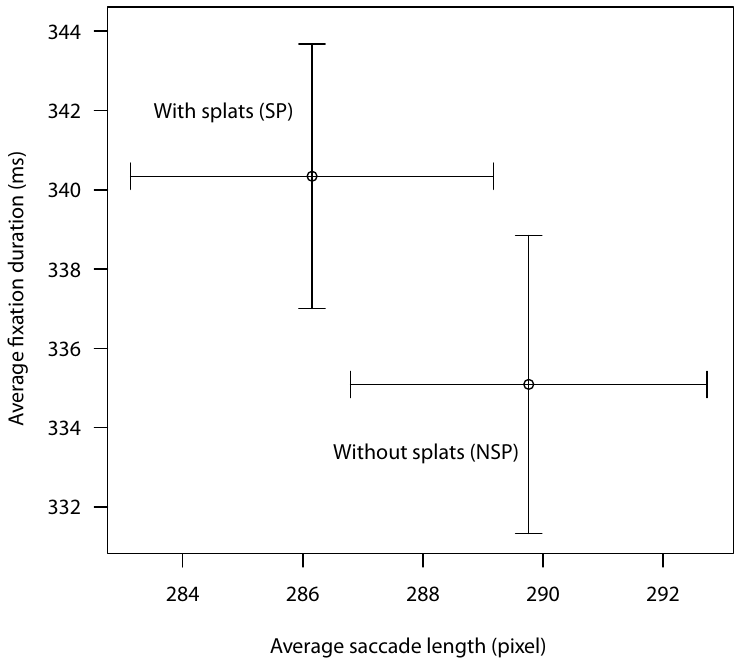 344
With splats (SP)
342
340
338
336
334
332
Without splats (NSP)
Average fixation duration (ms)
284 286 288 290 292
Average saccade length (pixel)